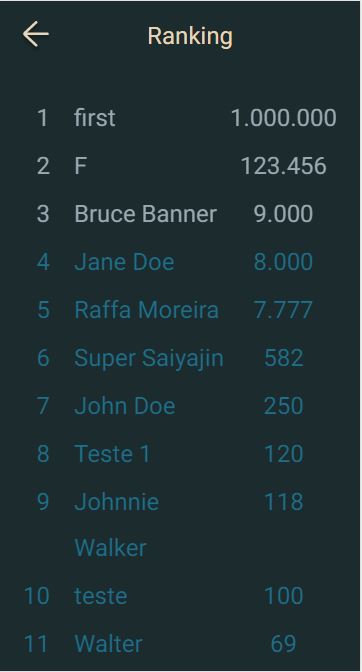 Ranking
1 first 1.000.000
2 F 123.456
3 Bruce Banner 9.000
4 Jane Doe 8.000
5 Raffa Moreira 7.777
6 Super Saiyajin 582
7 John Doe 250
8 Teste 1 120
9 Johnnie 118
Walker
10 teste 100
11 Walter 69